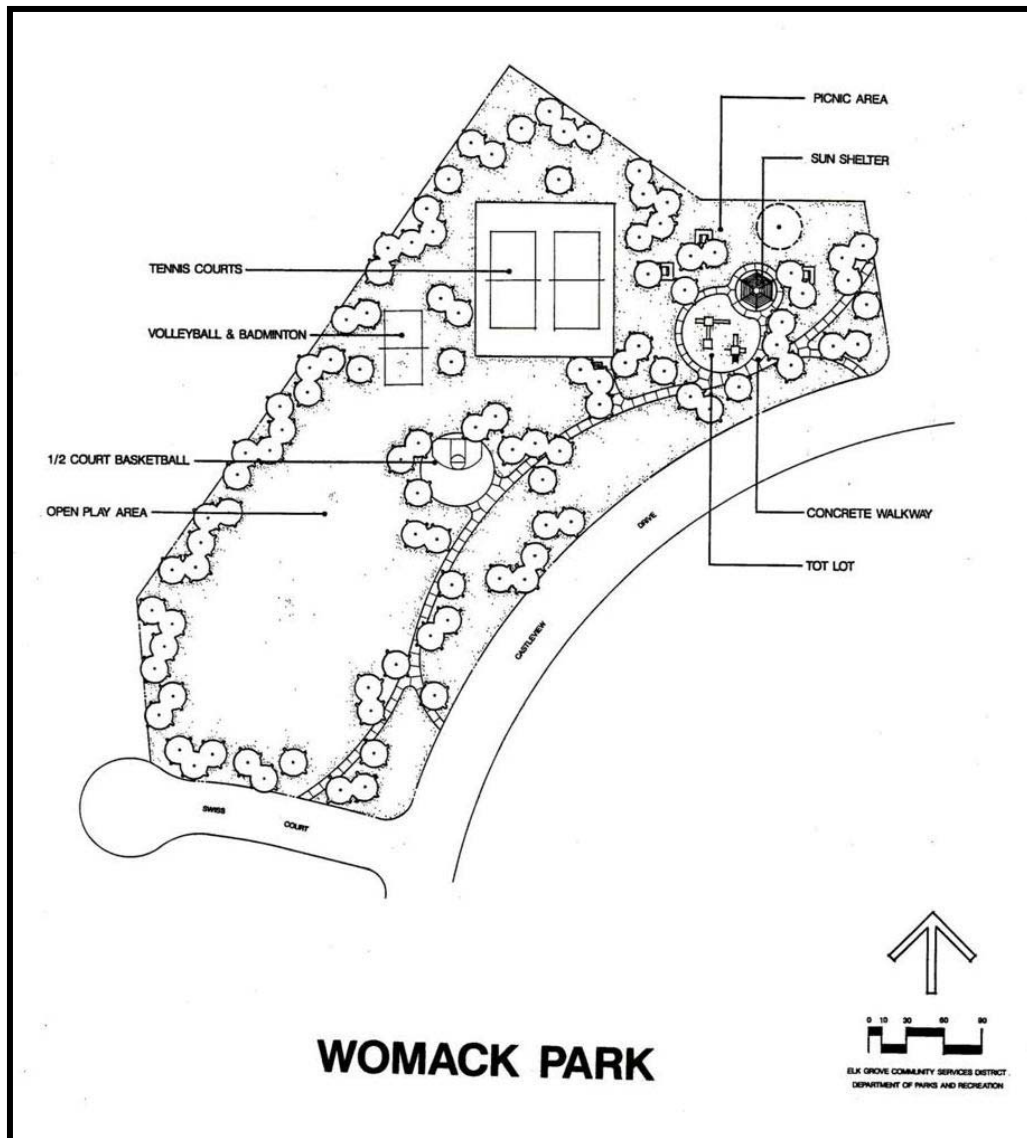 PICNIC AREA
SUN SHELTER
TENNIS COURTS
VOLLEYBALL & BADMINTON
1/2 COURT BASKETBALL
OPEN PLAY AREA
CONCRETE WALKWAY
DRIVE
TOT LOT
CASTLEVIEW
SWISS
COURT
0 10 30 60 90
WOMACK PARK
ELK GROVE COMMUNITY SERVICES DISTRICT
DEPARTMENT OF PARKS AND RECREATION